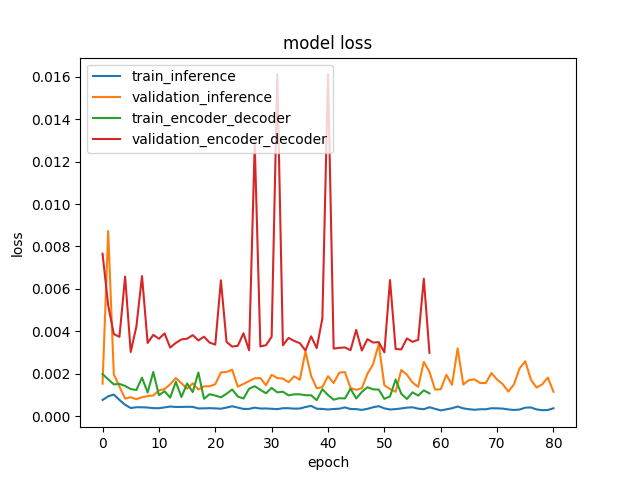 model loss
train_inference
validation_inference
train_encoder_decoder
validation_encoder_decoder
loss
0.016
0.014
0.012
0.010
0.008
0.006
0.004
0.002
0.000
0 10 20 30 40 50 60 70 80
epoch